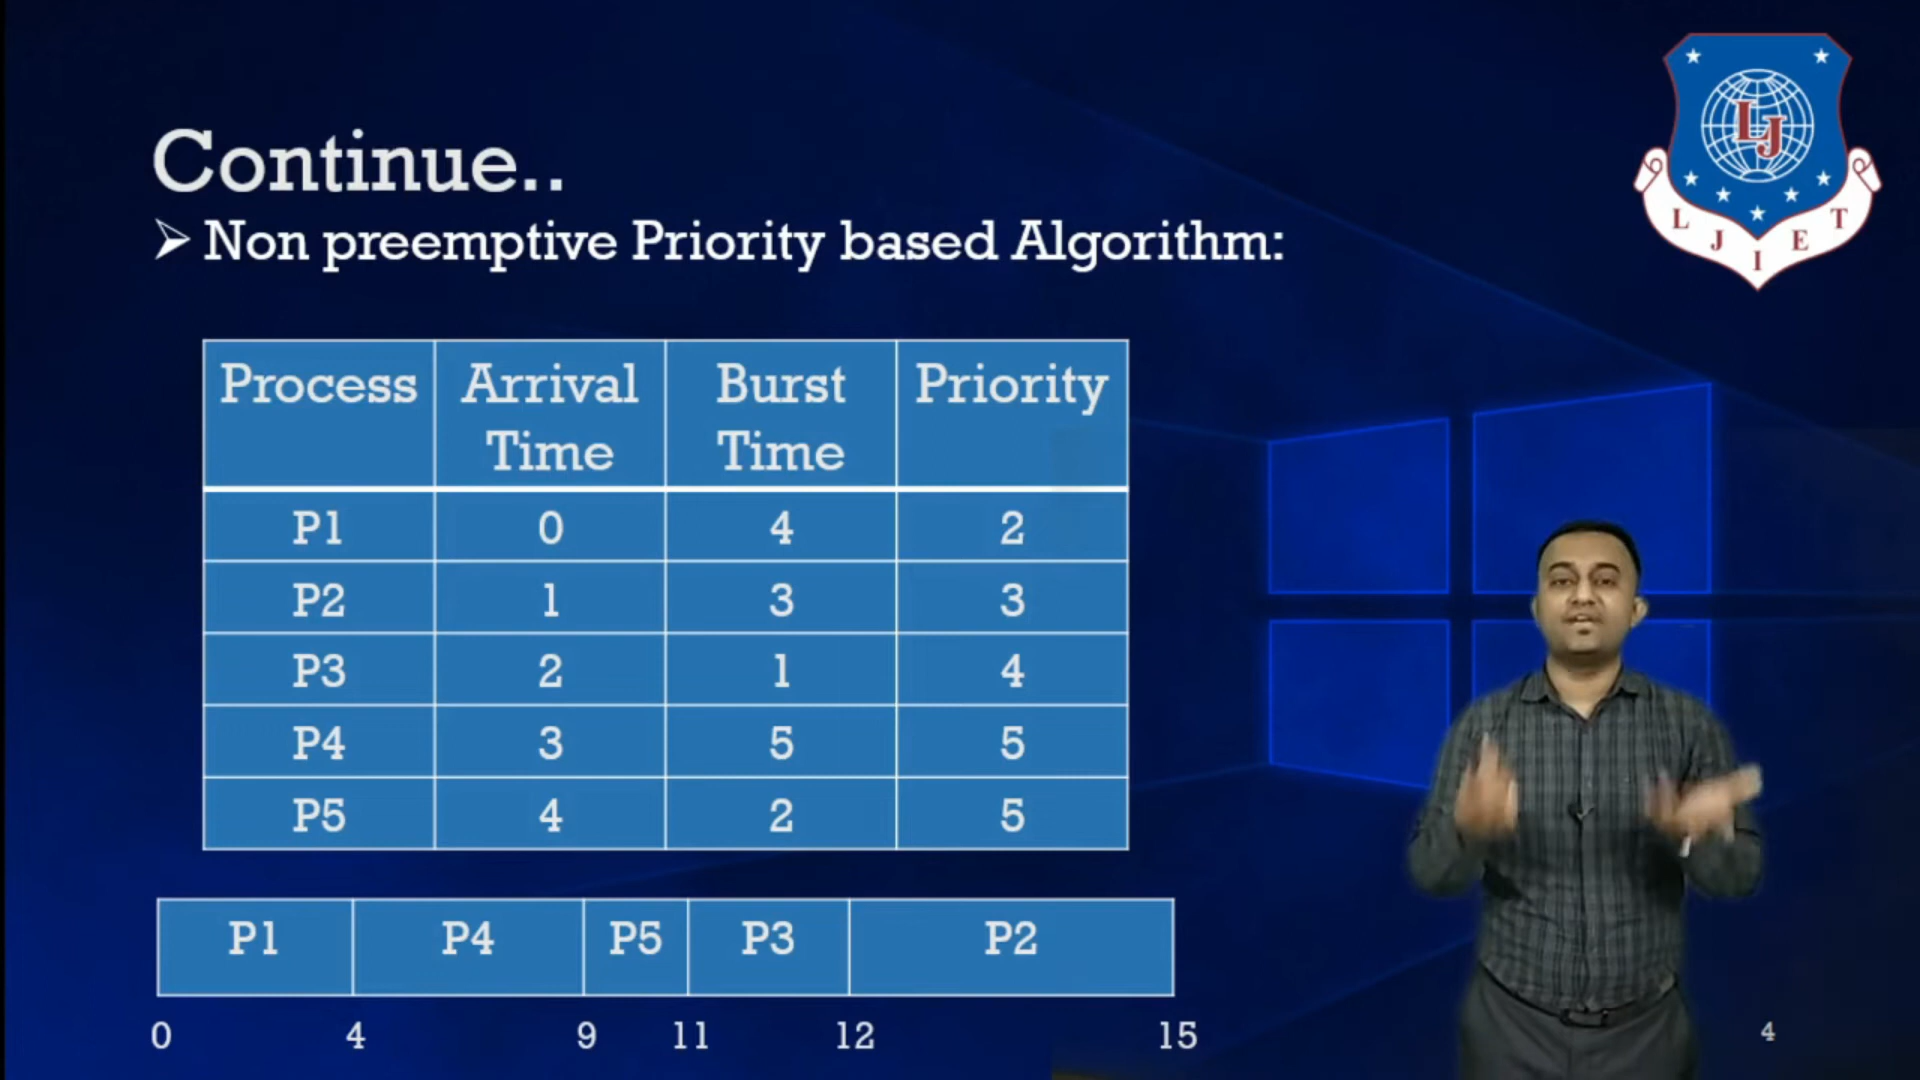 Continue..
➢ Non preemptive Priority based Algorithm:
L J I E T
LJ
Process Arrival Time Burst Time Priority
P1 0 4 2
P2 1 3 3
P3 2 1 4
P4 3 5 5
P5 4 2 5
P1 P4 P5 P3 P2
0 4 9 11 12 15
4